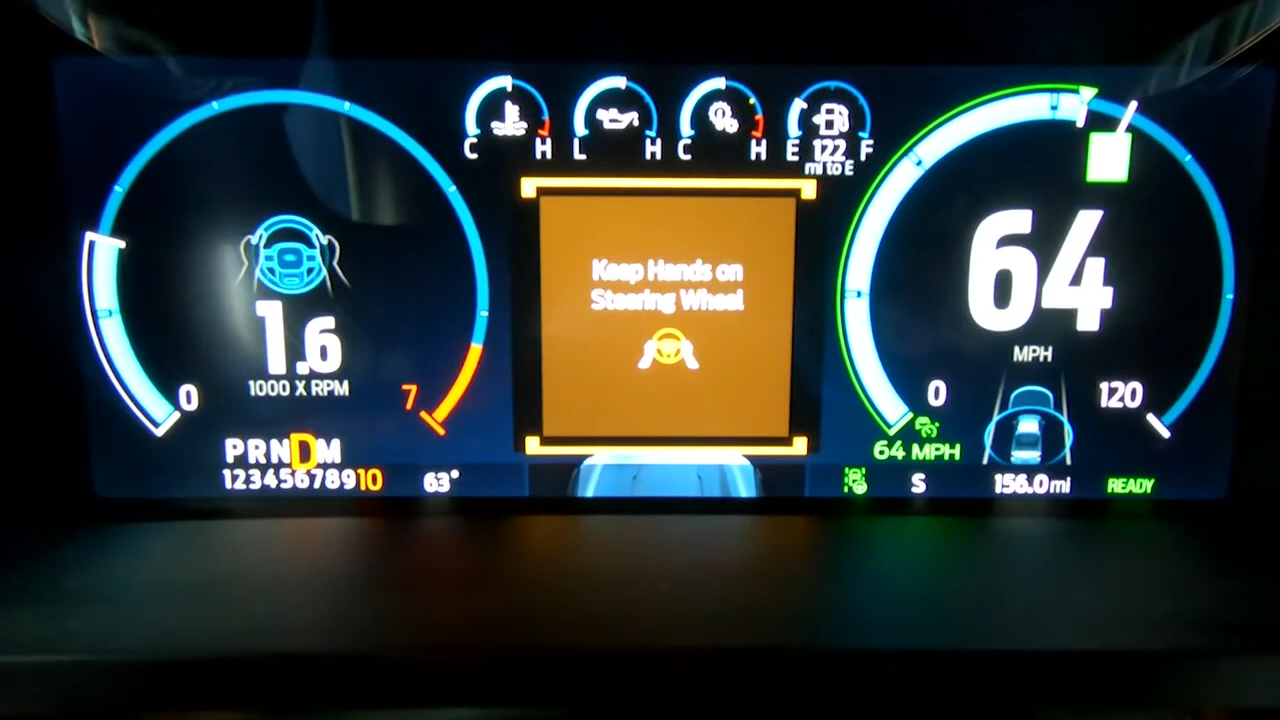 C H
L H
C H
E 122 F
mi to E
Keep Hands on
Steering Wheel
1.6
1000 X RPM
0
7
64
MPH
0
120
64 MPH
PRNDM
12345678910
63°
S
156.0 mi
READY